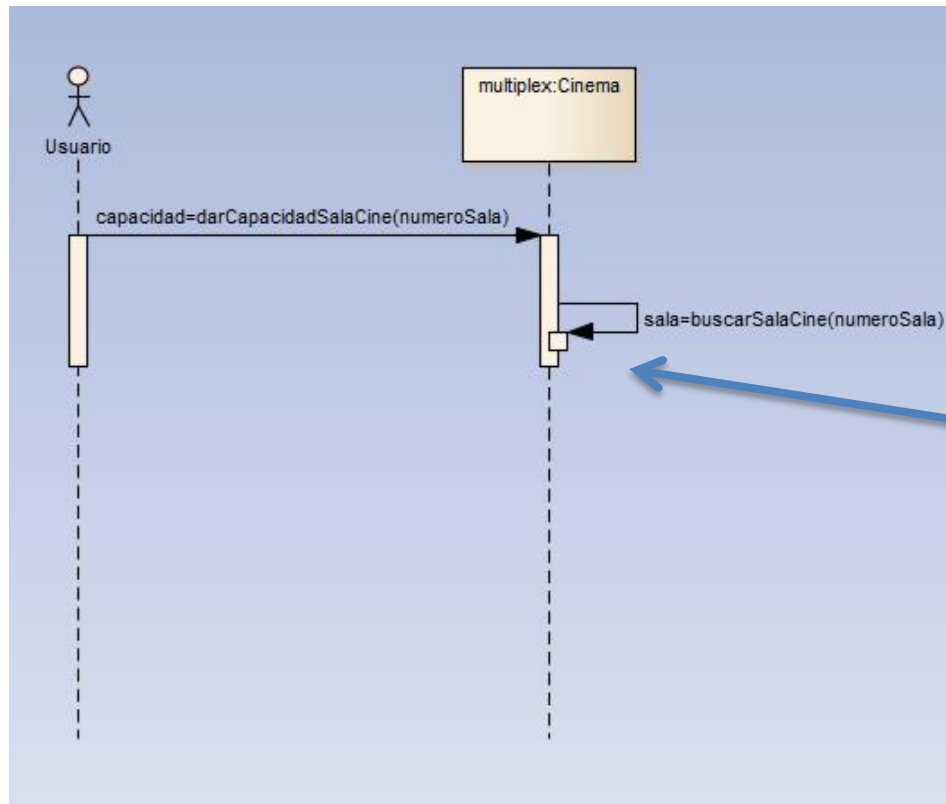 multiplex:Cinema
Usuario
capacidad=darCapacidadSalaCine(numeroSala)
sala=buscarSalaCine(numeroSala)